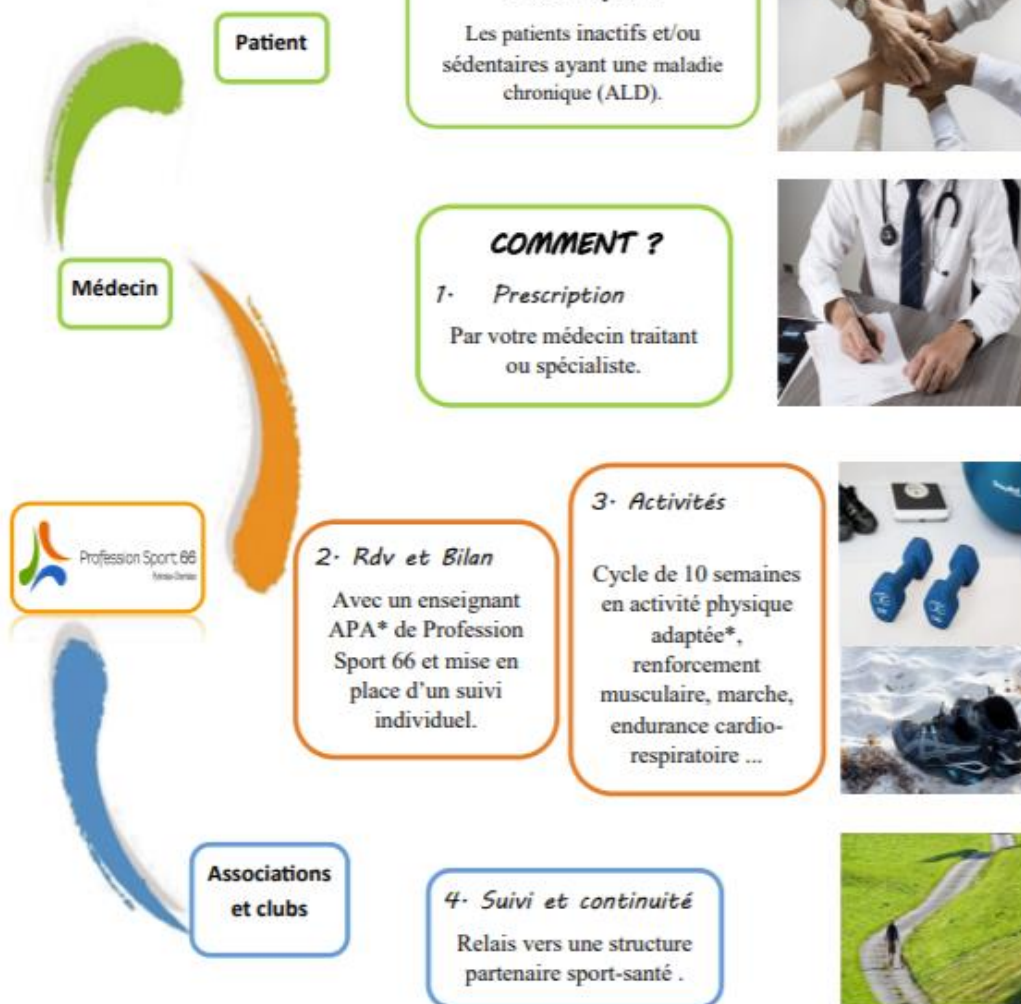 Patient
Les patients inactifs et/ou
sédentaires ayant une maladie
chronique (ALD).
Médecin
COMMENT ?
1· Prescription
Par votre médecin traitant
ou spécialiste.
Profession Sport 66
2· Rdv et Bilan
Avec un enseignant
APA* de Profession
Sport 66 et mise en
place d’un suivi
individuel.
3· Activités
Cycle de 10 semaines
en activité physique
adaptée*,
renforcement
musculaire, marche,
endurance cardio-
respiratoire ...
Associations
et clubs
4· Suivi et continuité
Relais vers une structure
partenaire sport-santé .